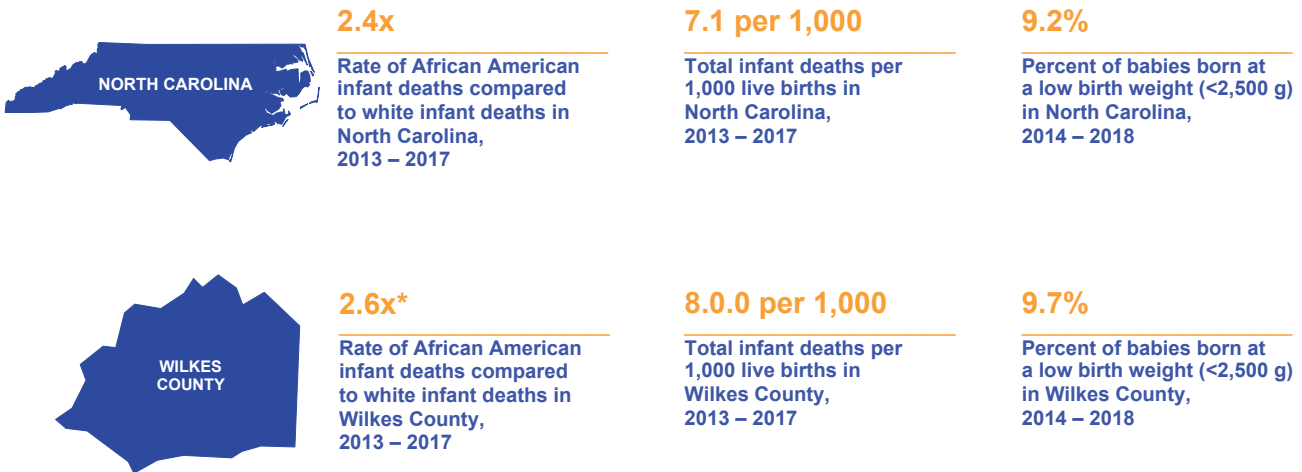 NORTH CAROLINA
2.4x
Rate of African American
infant deaths compared
to white infant deaths in
North Carolina,
2013 – 2017
7.1 per 1,000
Total infant deaths per
1,000 live births in
North Carolina,
2013 – 2017
9.2%
Percent of babies born at
a low birth weight (<2,500 g)
in North Carolina,
2014 – 2018
WILKES
COUNTY
2.6x*
Rate of African American
infant deaths compared
to white infant deaths in
Wilkes County,
2013 – 2017
8.0.0 per 1,000
Total infant deaths per
1,000 live births in
Wilkes County,
2013 – 2017
9.7%
Percent of babies born at
a low birth weight (<2,500 g)
in Wilkes County,
2014 – 2018